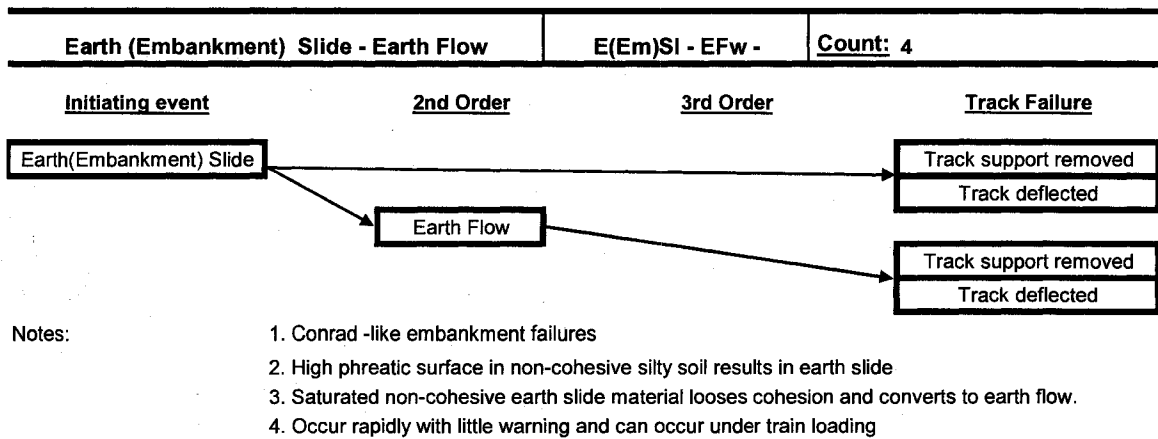 Earth (Embankment) Slide - Earth Flow E(Em)Sl - EFw - Count: 4
Initiating event 2nd Order 3rd Order Track Failure
Earth(Embankment) Slide Track support removed
Track deflected
Earth Flow
Track support removed
Track deflected
Notes: 1. Conrad -like embankment failures
2. High phreatic surface in non-cohesive silty soil results in earth slide
3. Saturated non-cohesive earth slide material looses cohesion and converts to earth flow.
4. Occur rapidly with little warning and can occur under train loading